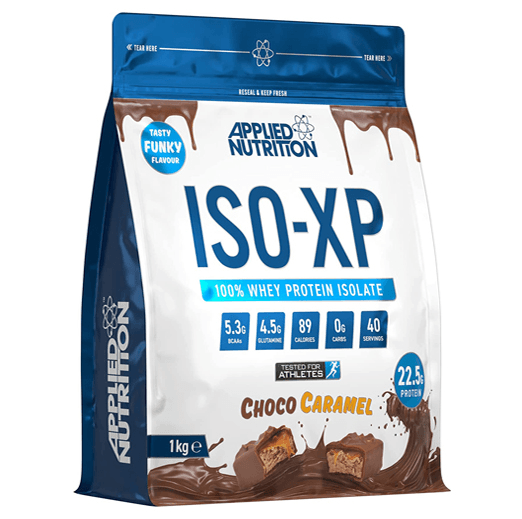 TEAR HERE
TEAR HERE
RESEAL & KEEP FRESH
TASTY
FUNKY
FLAVOUR
APPLIED
NUTRITION
ISO-XP
100% WHEY PROTEIN ISOLATE
5.3G
BCAAs
4.5G
GLUTAMINE
89
CALORIES
0G
CARBS
40
SERVINGS
TESTED FOR
ATHLETES
22.5G
PROTEIN
CHOCO CARAMEL
1kg e
APPLIED
NUTRITION